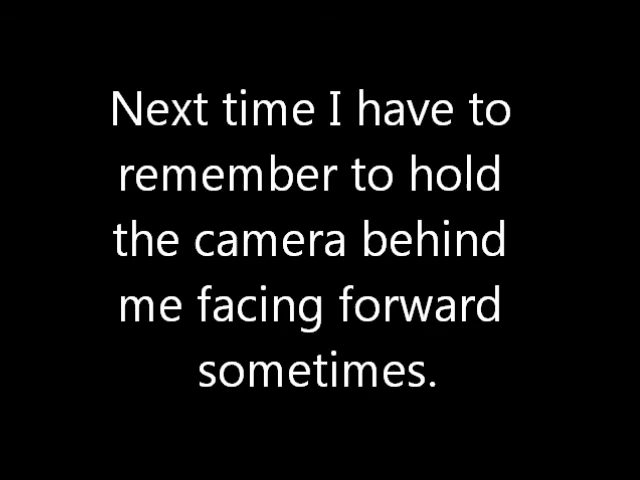 Next time I have to
remember to hold
the camera behind
me facing forward
sometimes.